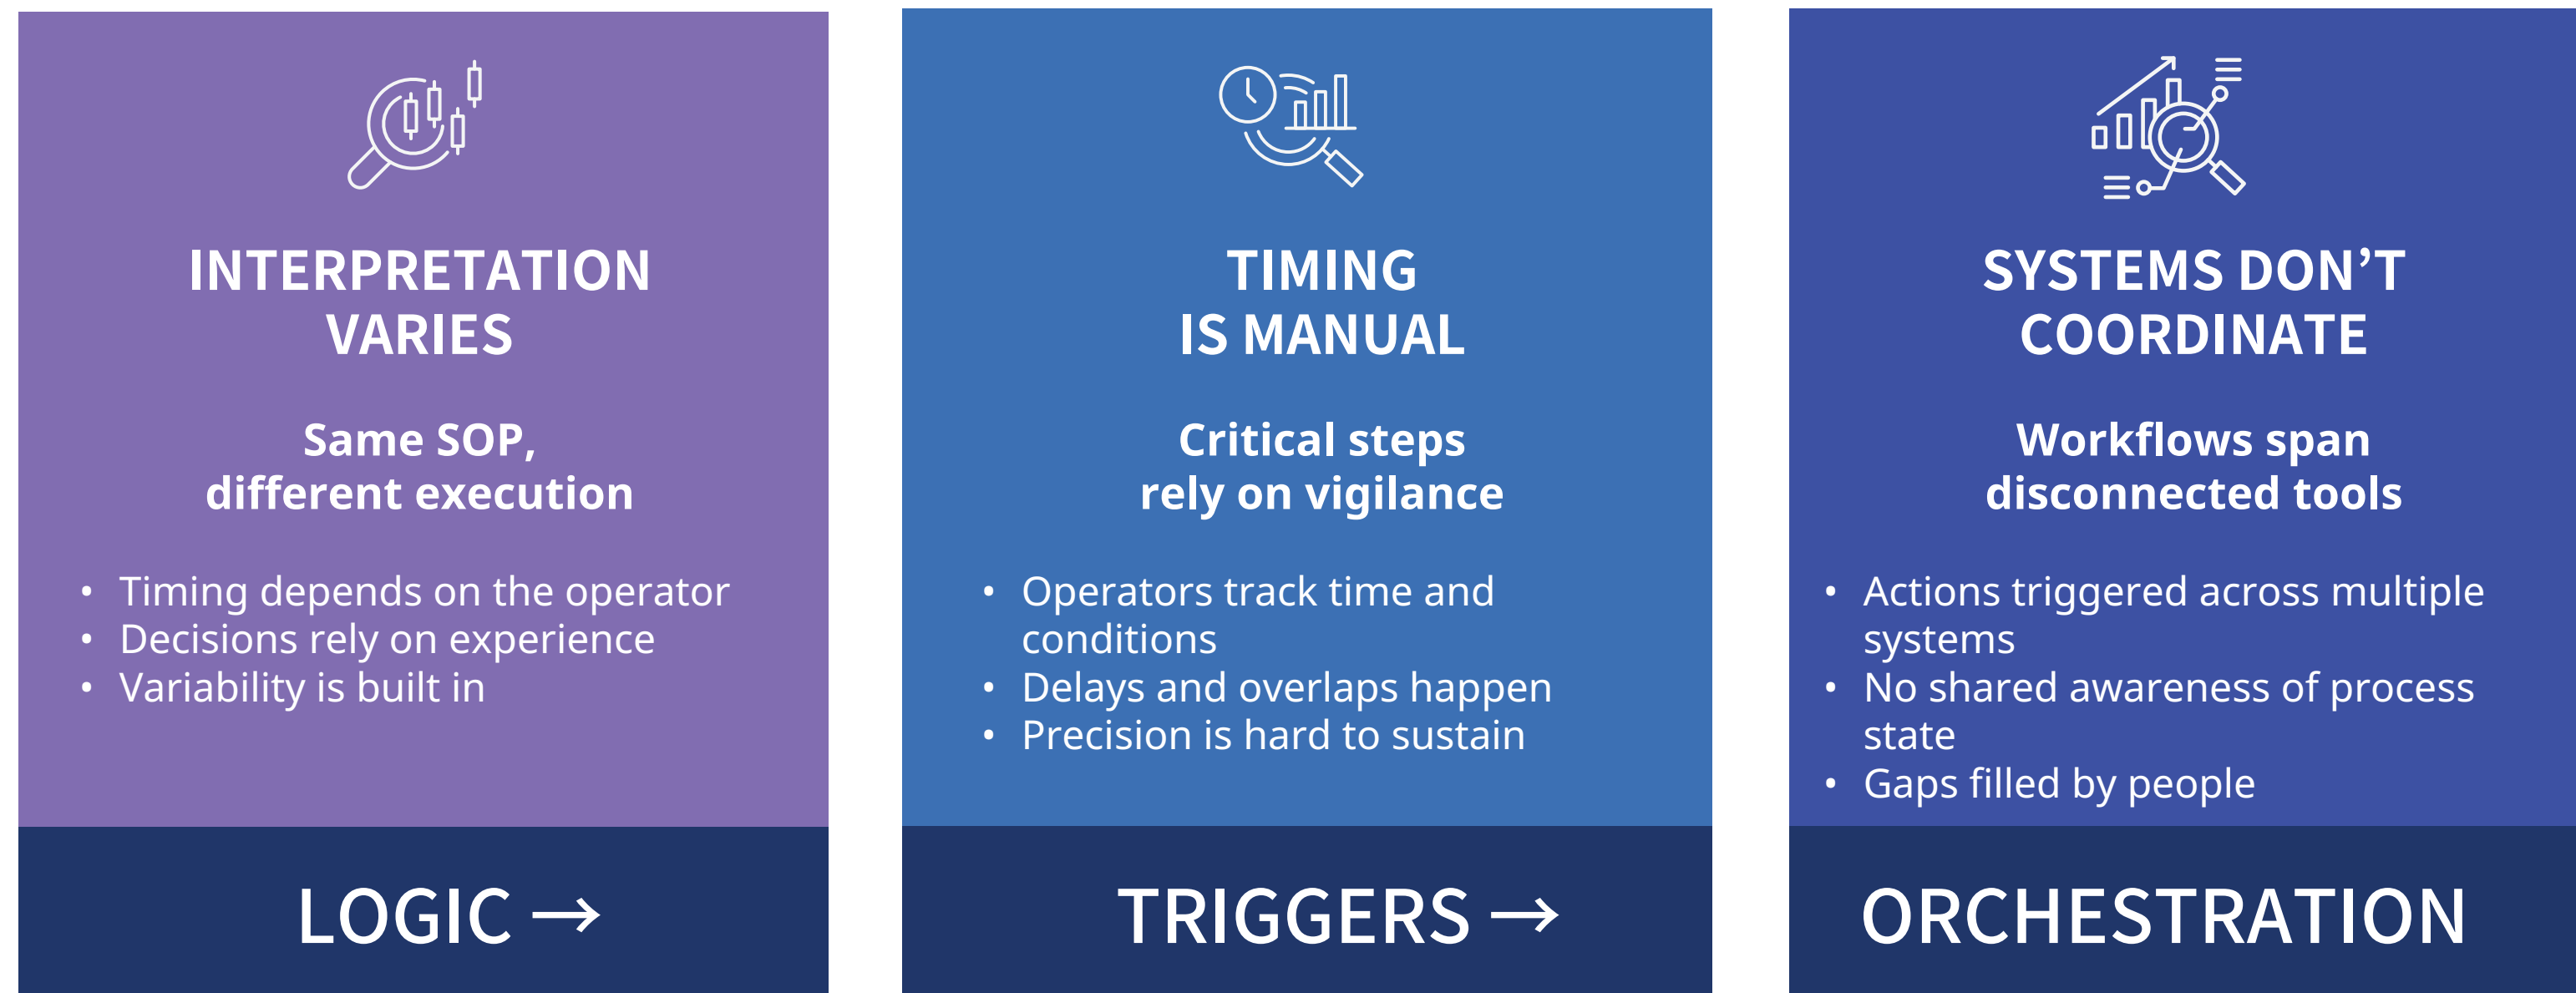 INTERPRETATION
VARIES
Same SOP,
different execution
• Timing depends on the operator
• Decisions rely on experience
• Variability is built in
LOGIC →
TIMING
IS MANUAL
Critical steps
rely on vigilance
• Operators track time and
conditions
• Delays and overlaps happen
• Precision is hard to sustain
TRIGGERS →
SYSTEMS DON’T
COORDINATE
Workflows span
disconnected tools
• Actions triggered across multiple
systems
• No shared awareness of process
state
• Gaps filled by people
ORCHESTRATION